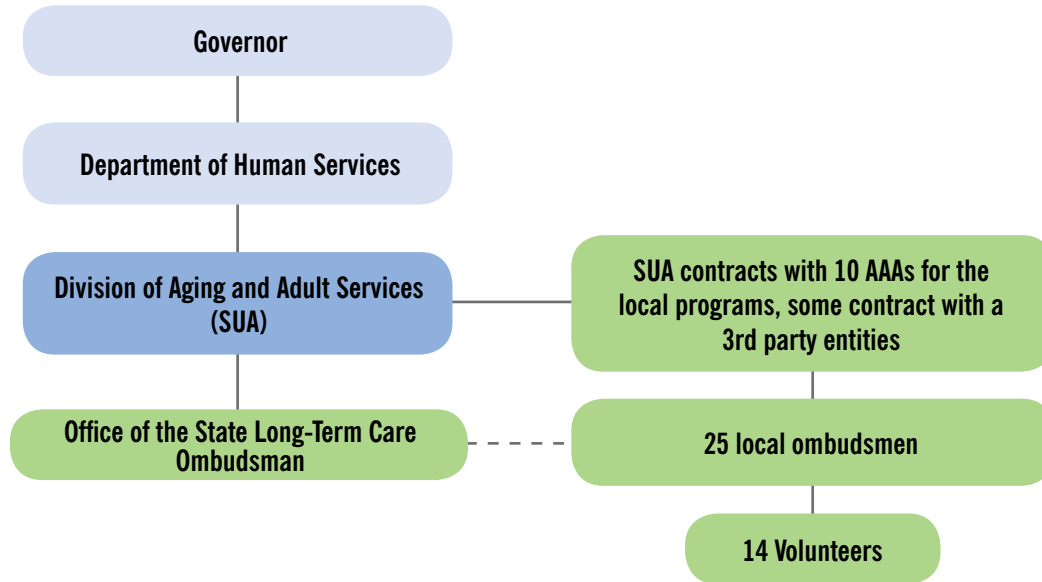 Governor
Department of Human Services
Division of Aging and Adult Services
(SUA)
SUA contracts with 10 AAAs for the
local programs, some contract with a
3rd party entities
Office of the State Long-Term Care
Ombudsman
25 local ombudsmen
14 Volunteers